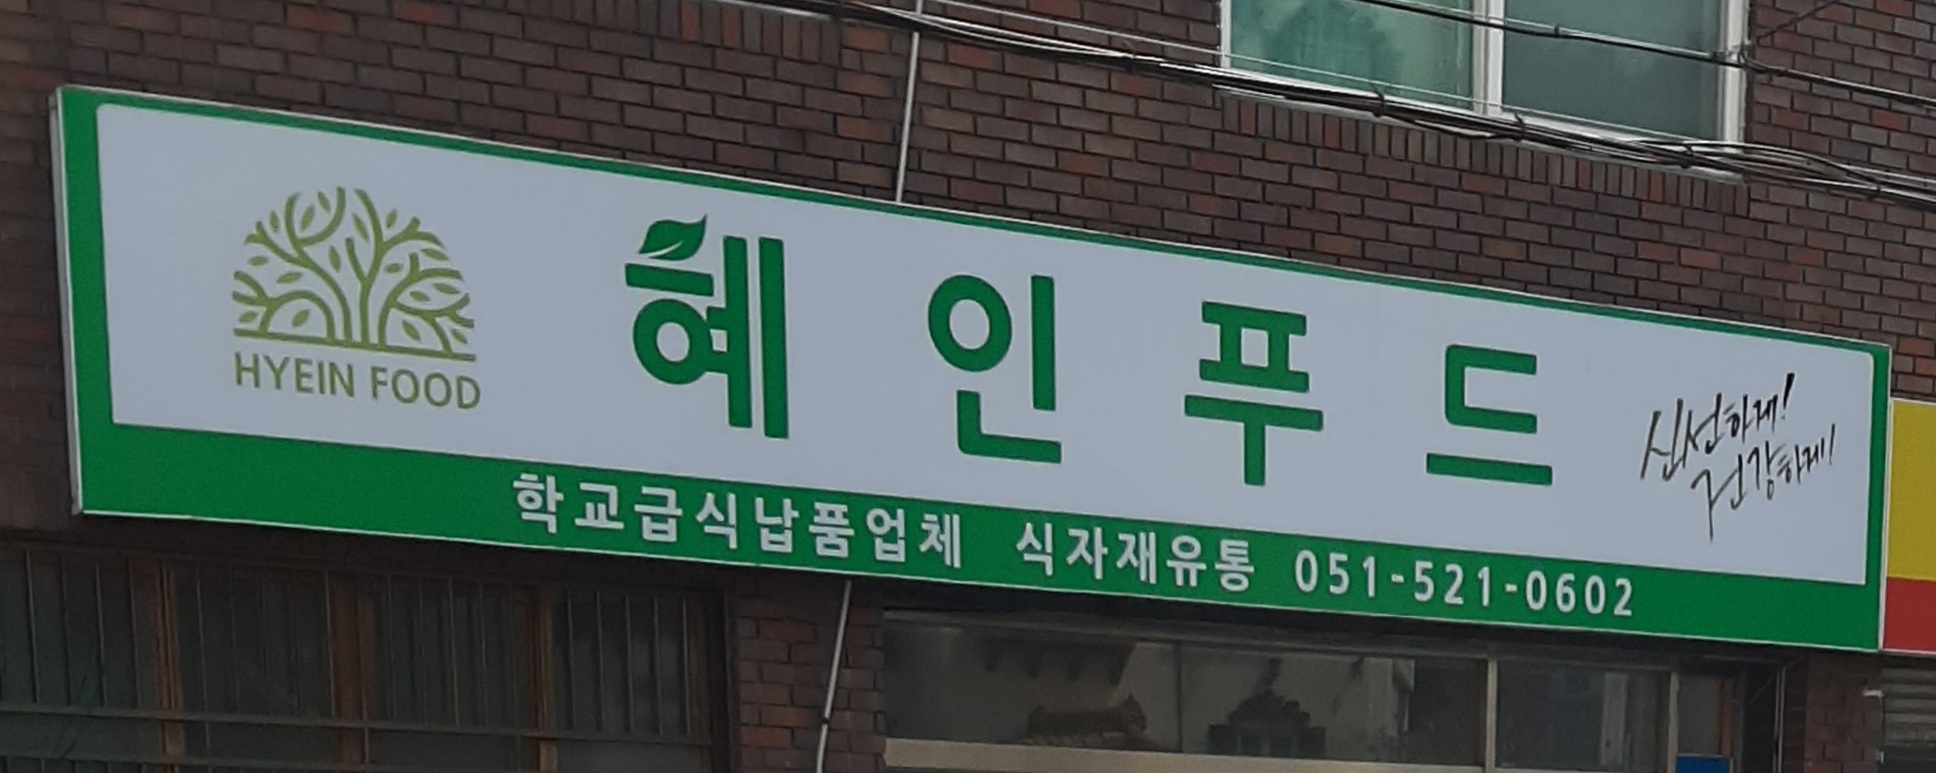 HYEIN FOOD
혜인푸드
신선하게!
건강하게!
학교급식납품업체 식자재유통 051-521-0602